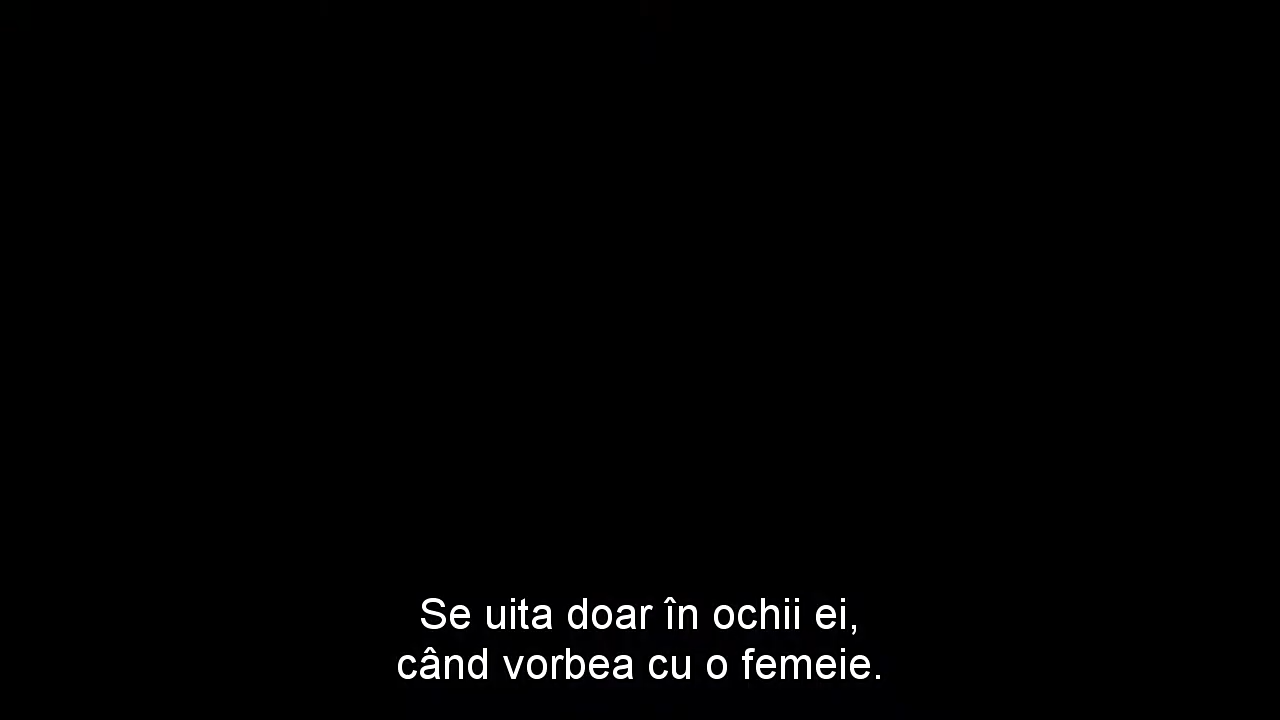 Se uita doar în ochii ei,
când vorbea cu o femeie.